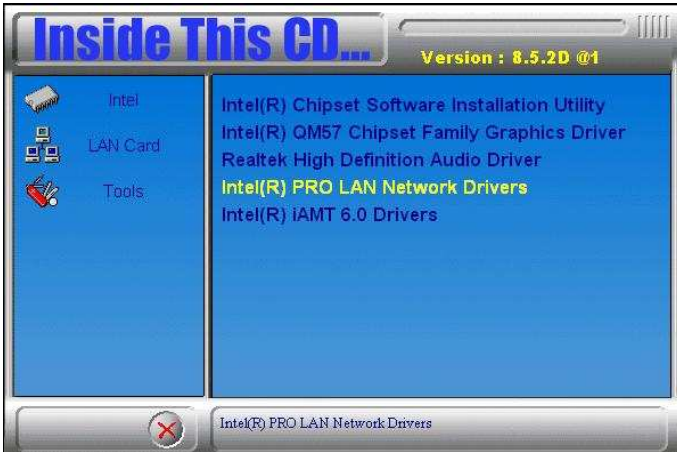 Inside This CD...
Version : 8.5.2D @1
Intel
LAN Card
Tools
Intel(R) Chipset Software Installation Utility
Intel(R) QM57 Chipset Family Graphics Driver
Realtek High Definition Audio Driver
Intel(R) PRO LAN Network Drivers
Intel(R) iAMT 6.0 Drivers
Intel(R) PRO LAN Network Drivers